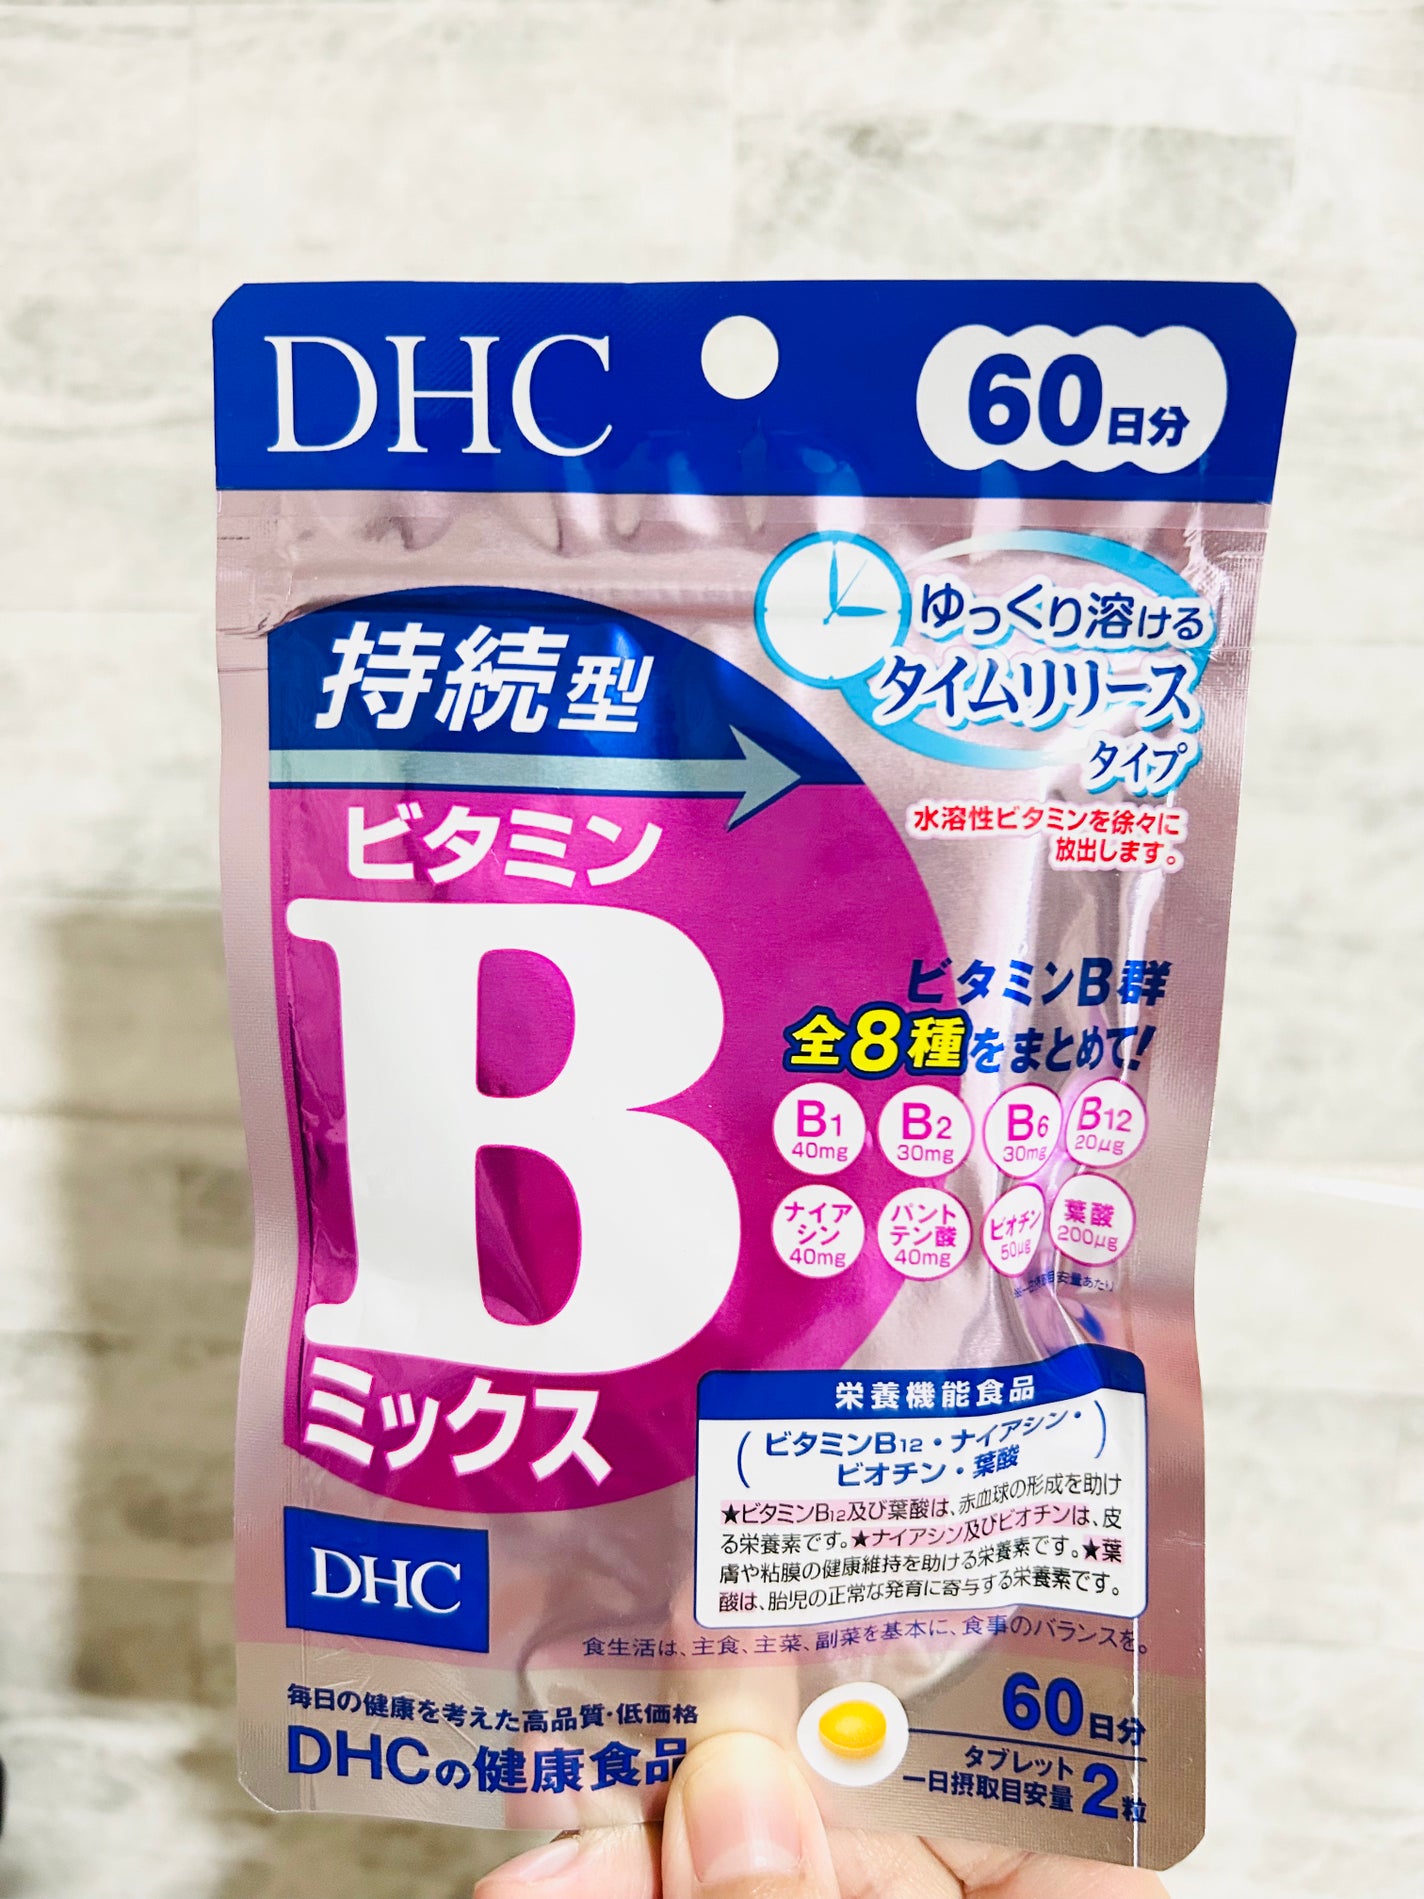 DHC
60日分
ゆっくり溶ける
タイムリリース
タイプ
水溶性ビタミンを徐々に
放出します。
持続型
ビタミン
B
ミックス
ビタミンB群
全8種をまとめて!
B1
40mg
B2
30mg
B6
30mg
B12
20μg
ナイア
シン
40mg
パント
テン酸
40mg
ビオチン
50μg
葉酸
200μg
栄養機能食品
(ビタミンB12・ナイアシン・
ビオチン・葉酸)
★ビタミンB12及び葉酸は、赤血球の形成を助け
る栄養素です。★ナイアシン及びビオチンは、皮
膚や粘膜の健康維持を助ける栄養素です。★葉
酸は、胎児の正常な発育に寄与する栄養素です。
食生活は、主食、主菜、副菜を基本に、食事のバランスを。
DHC
毎日の健康を考えた高品質・低価格
DHCの健康食品
60日分
タブレット
一日摂取目安量 2粒